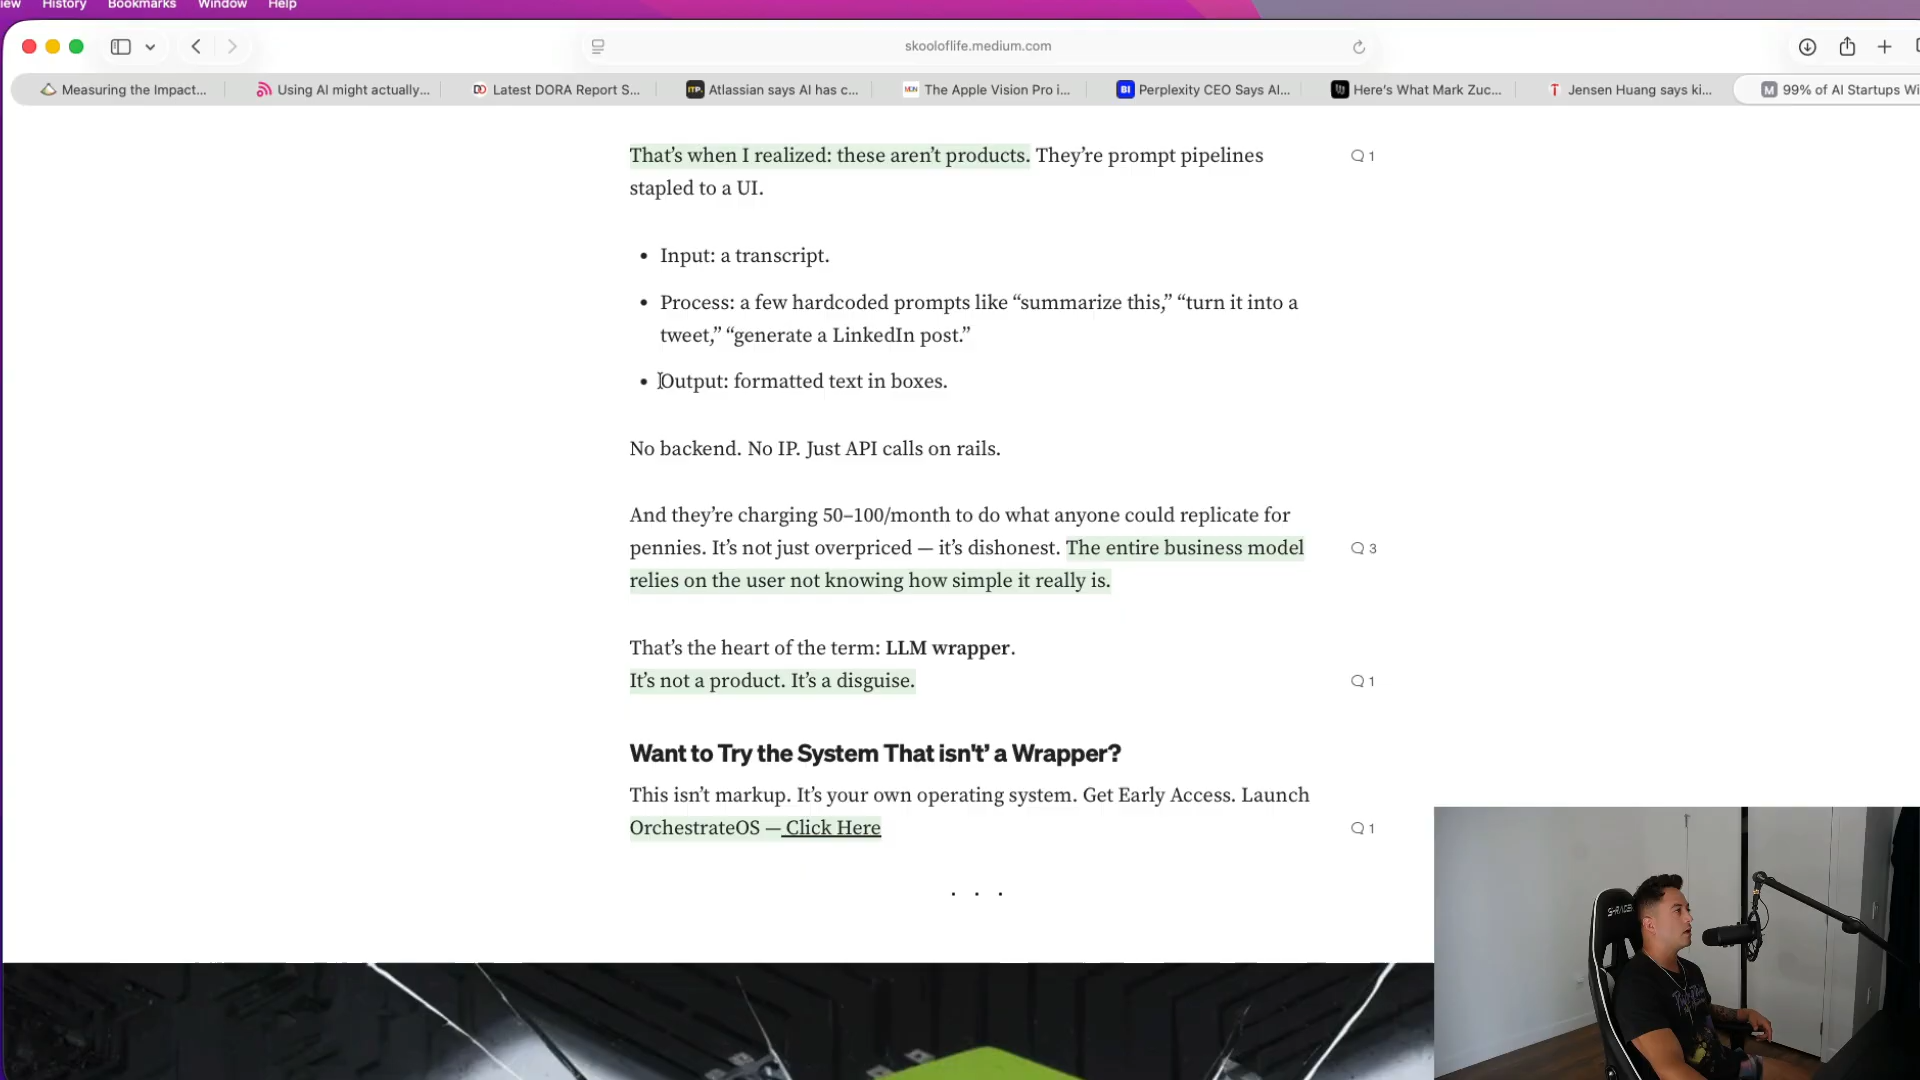 iew History Bookmarks Window Help
skooloflife.medium.com
Measuring the Impact... Using AI might actually... DO Latest DORA Report S... ITP. Atlassian says AI has c... The Apple Vision Pro i... BI Perplexity CEO Says AI... Here's What Mark Zuc... T Jensen Huang says ki... M 99% of AI Startups Wi
That’s when I realized: these aren’t products. They’re prompt pipelines 1
stapled to a UI.
• Input: a transcript.
• Process: a few hardcoded prompts like “summarize this,” “turn it into a
tweet,” “generate a LinkedIn post.”
• Output: formatted text in boxes.
No backend. No IP. Just API calls on rails.
And they’re charging 50–100/month to do what anyone could replicate for
pennies. It’s not just overpriced — it’s dishonest. The entire business model 3
relies on the user not knowing how simple it really is.
That’s the heart of the term: LLM wrapper.
It’s not a product. It’s a disguise. 1
Want to Try the System That isn't’ a Wrapper?
This isn’t markup. It’s your own operating system. Get Early Access. Launch
OrchestrateOS — Click Here 1
. . .